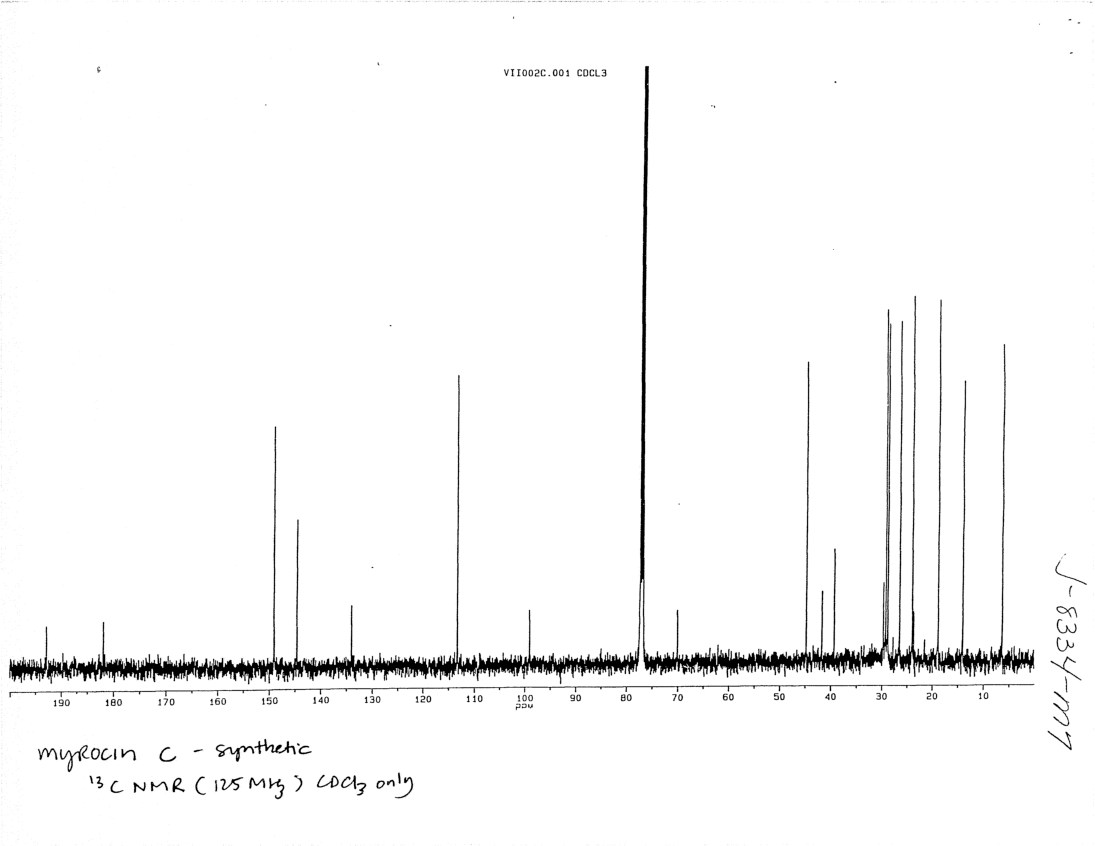 VII002C.001 CDCL3
190 180 170 160 150 140 130 120 110 100 90 80 70 60 50 40 30 20 10
PPM
myrocin C - synthetic
13C NMR (125 MHz) CDCl3 only
J-8334-M7